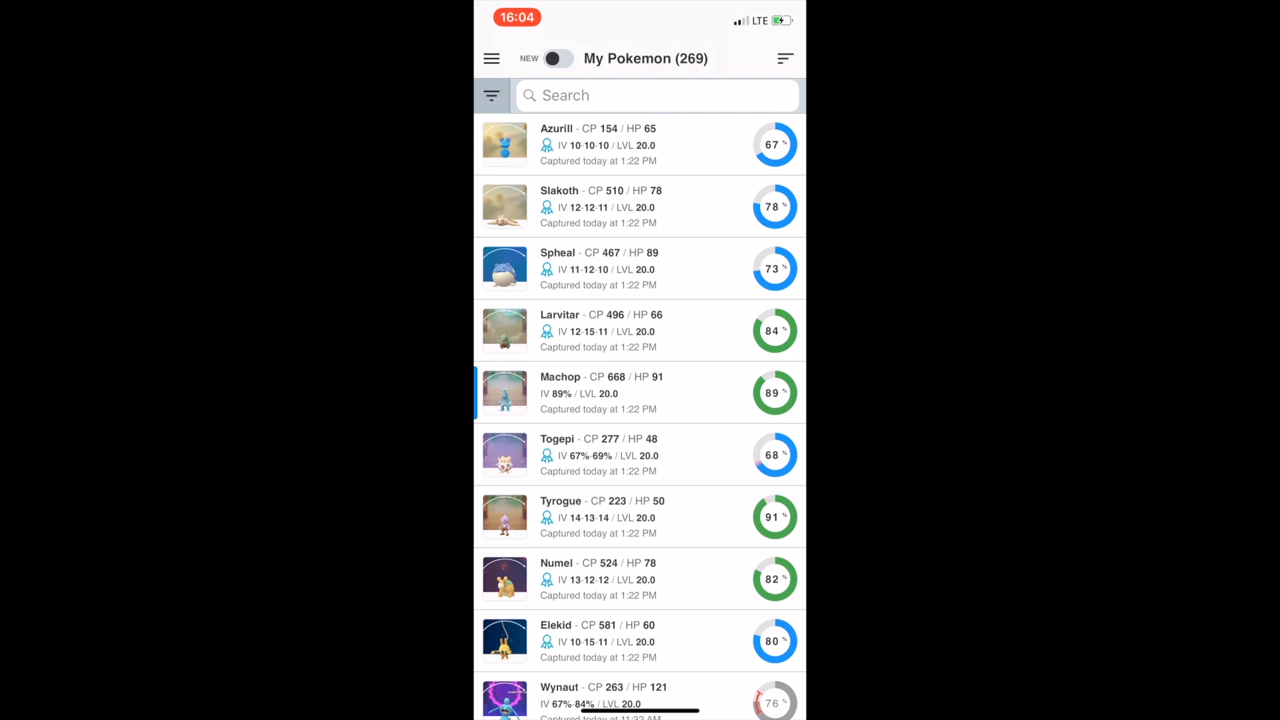 16:04
LTE
NEW
My Pokemon (269)
Search
Azurill - CP 154 / HP 65
IV 10-10-10 / LVL 20.0
Captured today at 1:22 PM
67 %
Slakoth - CP 510 / HP 78
IV 12-12-11 / LVL 20.0
Captured today at 1:22 PM
78 %
Spheal - CP 467 / HP 89
IV 11-12-10 / LVL 20.0
Captured today at 1:22 PM
73 %
Larvitar - CP 496 / HP 66
IV 12-15-11 / LVL 20.0
Captured today at 1:22 PM
84 %
Machop - CP 668 / HP 91
IV 89% / LVL 20.0
Captured today at 1:22 PM
89 %
Togepi - CP 277 / HP 48
IV 67%-69% / LVL 20.0
Captured today at 1:22 PM
68 %
Tyrogue - CP 223 / HP 50
IV 14-13-14 / LVL 20.0
Captured today at 1:22 PM
91 %
Numel - CP 524 / HP 78
IV 13-12-12 / LVL 20.0
Captured today at 1:22 PM
82 %
Elekid - CP 581 / HP 60
IV 10-15-11 / LVL 20.0
Captured today at 1:22 PM
80 %
Wynaut - CP 263 / HP 121
IV 67%-84% / LVL 20.0
Captured today at 11:32 AM
76 %